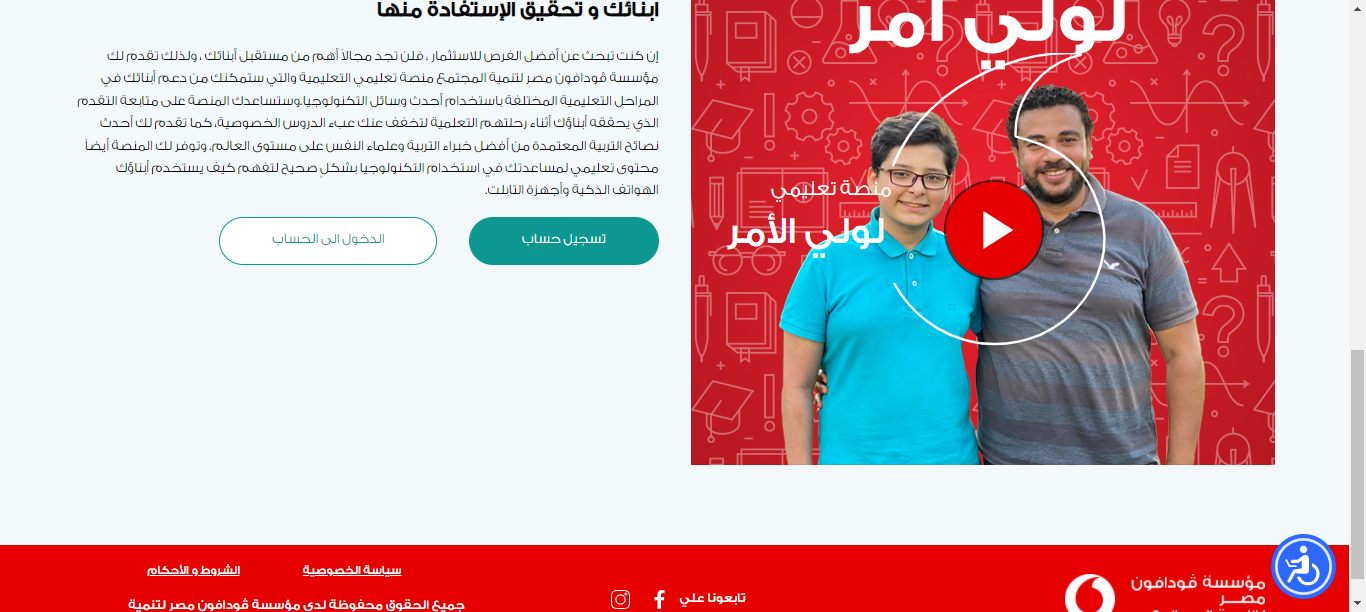 أبنائك و تحقيق الإستفادة منها
إن كنت تبحث عن أفضل الفرص للاستثمار ، فلن تجد مجالاً أهم من مستقبل أبنائك ، ولذلك تقدم لك
مؤسسة ڤودافون مصر لتنمية المجتمع منصة تعليمي التعليمية والتي ستمكنك من دعم أبنائك في
المراحل التعليمية المختلفة باستخدام أحدث وسائل التكنولوجيا.وستساعدك المنصة على متابعة التقدم
الذي يحققه أبناؤك أثناء رحلتهم التعلمية لتخفف عنك عبء الدروس الخصوصية، كما تقدم لك أحدث
نصائح التربية المعتمدة من أفضل خبراء التربية وعلماء النفس على مستوى العالم. وتوفر لك المنصة أيضاً
محتوى تعليمي لمساعدتك في استخدام التكنولوجيا بشكل صحيح لتفهم كيف يستخدم أبناؤك
الهواتف الذكية وأجهزة التابلت.
تسجيل حساب
الدخول الى الحساب
لولي أمر
منصة تعليمي
لولي الأمر
مؤسسة ڤودافون
مصر
تابعونا علي
سياسة الخصوصية
الشروط و الأحكام
جميع الحقوق محفوظة لدى مؤسسة ڤودافون مصر لتنمية